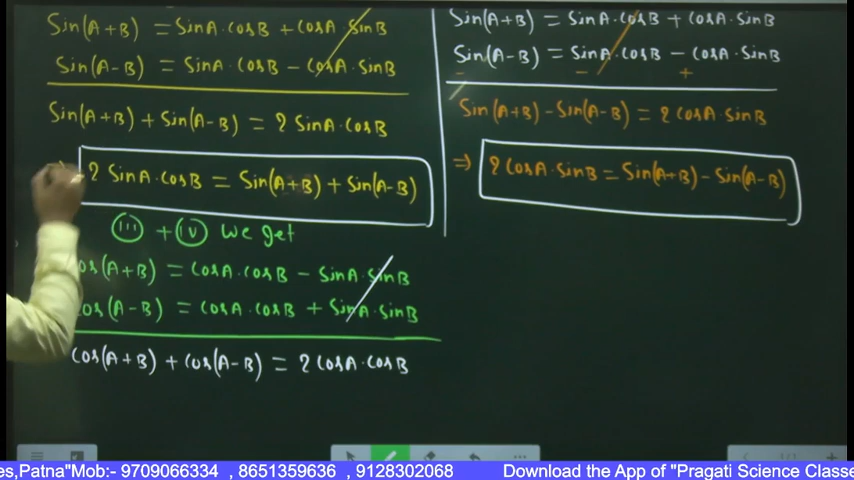 Sin(A+B) = SinA·CosB + CosA·SinB
Sin(A-B) = SinA·CosB - CosA·SinB
Sin(A+B) + Sin(A-B) = 2 SinA·CosB
2 SinA·CosB = Sin(A+B) + Sin(A-B)
(iii) + (iv) We get
Cos(A+B) = CosA·CosB - SinA·SinB
Cos(A-B) = CosA·CosB + SinA·SinB
Cos(A+B) + Cos(A-B) = 2 CosA·CosB
Sin(A+B) = SinA·CosB + CosA·SinB
Sin(A-B) = SinA·CosB - CosA·SinB
- - +
Sin(A+B) - Sin(A-B) = 2 CosA·SinB
⇒ 2 CosA·SinB = Sin(A+B) - Sin(A-B)
es,Patna"Mob:- 9709066334 , 8651359636 , 9128302068 Download the App of "Pragati Science Classe